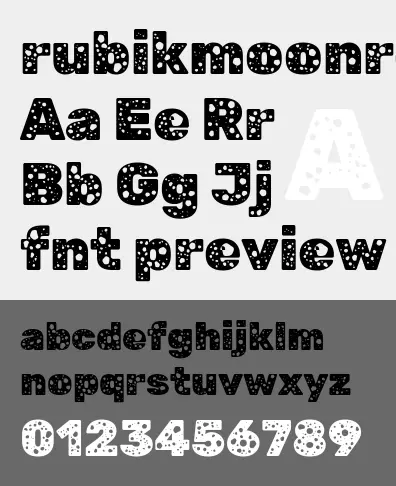 rubikmoonr
Aa Ee Rr
A
Bb Gg Jj
fnt preview
abcdefghijklm
nopqrstuvwxyz
0123456789